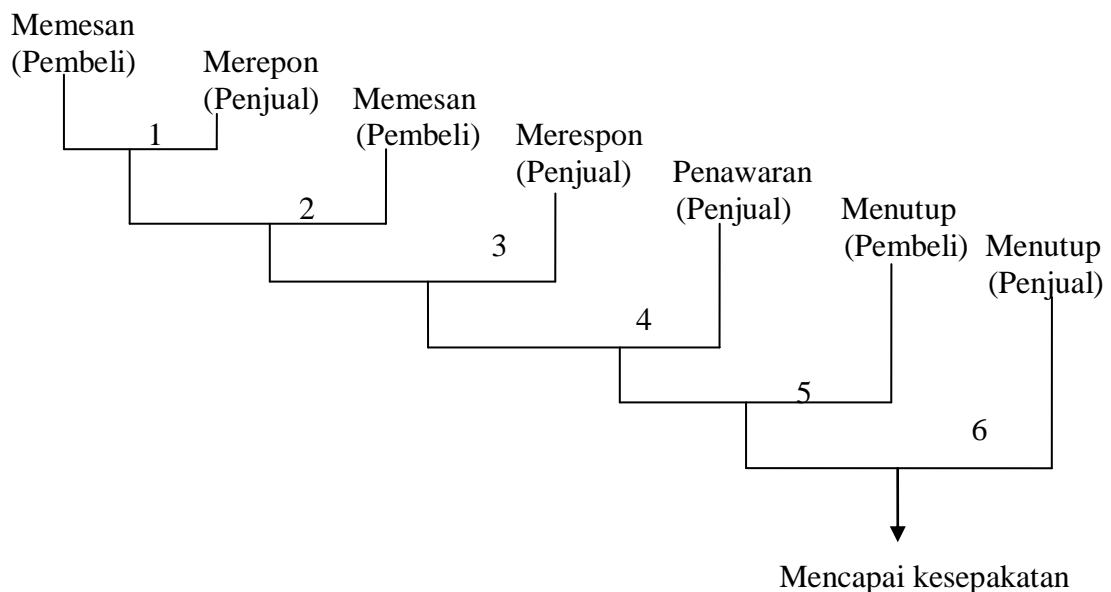 Memesan
(Pembeli)
Merepon
(Penjual)
Memesan
(Pembeli)
Merespon
(Penjual)
Penawaran
(Penjual)
Menutup
(Pembeli)
Menutup
(Penjual)
1
2
3
4
5
6
Mencapai kesepakatan